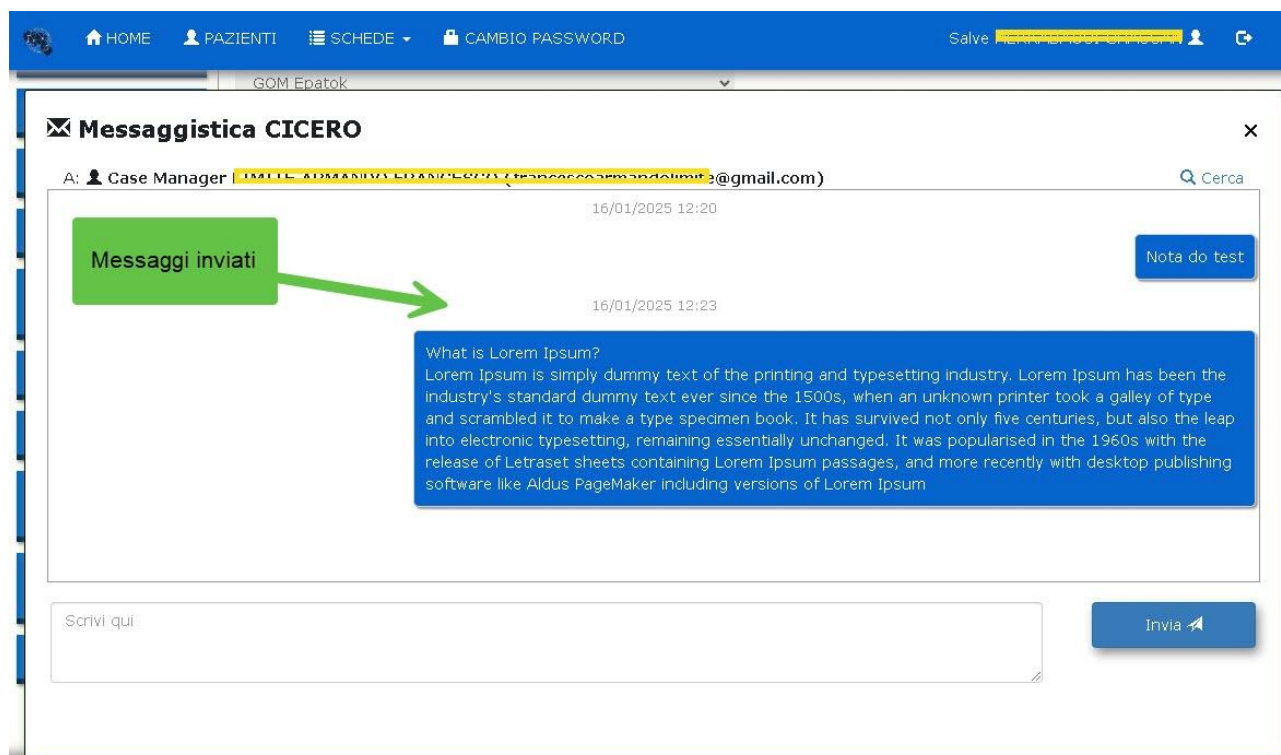 HOME PAZIENTI SCHEDE CAMBIO PASSWORD Salve
GOM Epatok
Messaggistica CICERO
A: Case Manager @gmail.com)
Cerca
16/01/2025 12:20
Messaggi inviati
Nota do test
16/01/2025 12:23
What is Lorem Ipsum?
Lorem Ipsum is simply dummy text of the printing and typesetting industry. Lorem Ipsum has been the
industry's standard dummy text ever since the 1500s, when an unknown printer took a galley of type
and scrambled it to make a type specimen book. It has survived not only five centuries, but also the leap
into electronic typesetting, remaining essentially unchanged. It was popularised in the 1960s with the
release of Letraset sheets containing Lorem Ipsum passages, and more recently with desktop publishing
software like Aldus PageMaker including versions of Lorem Ipsum
Scrivi qui
Invia